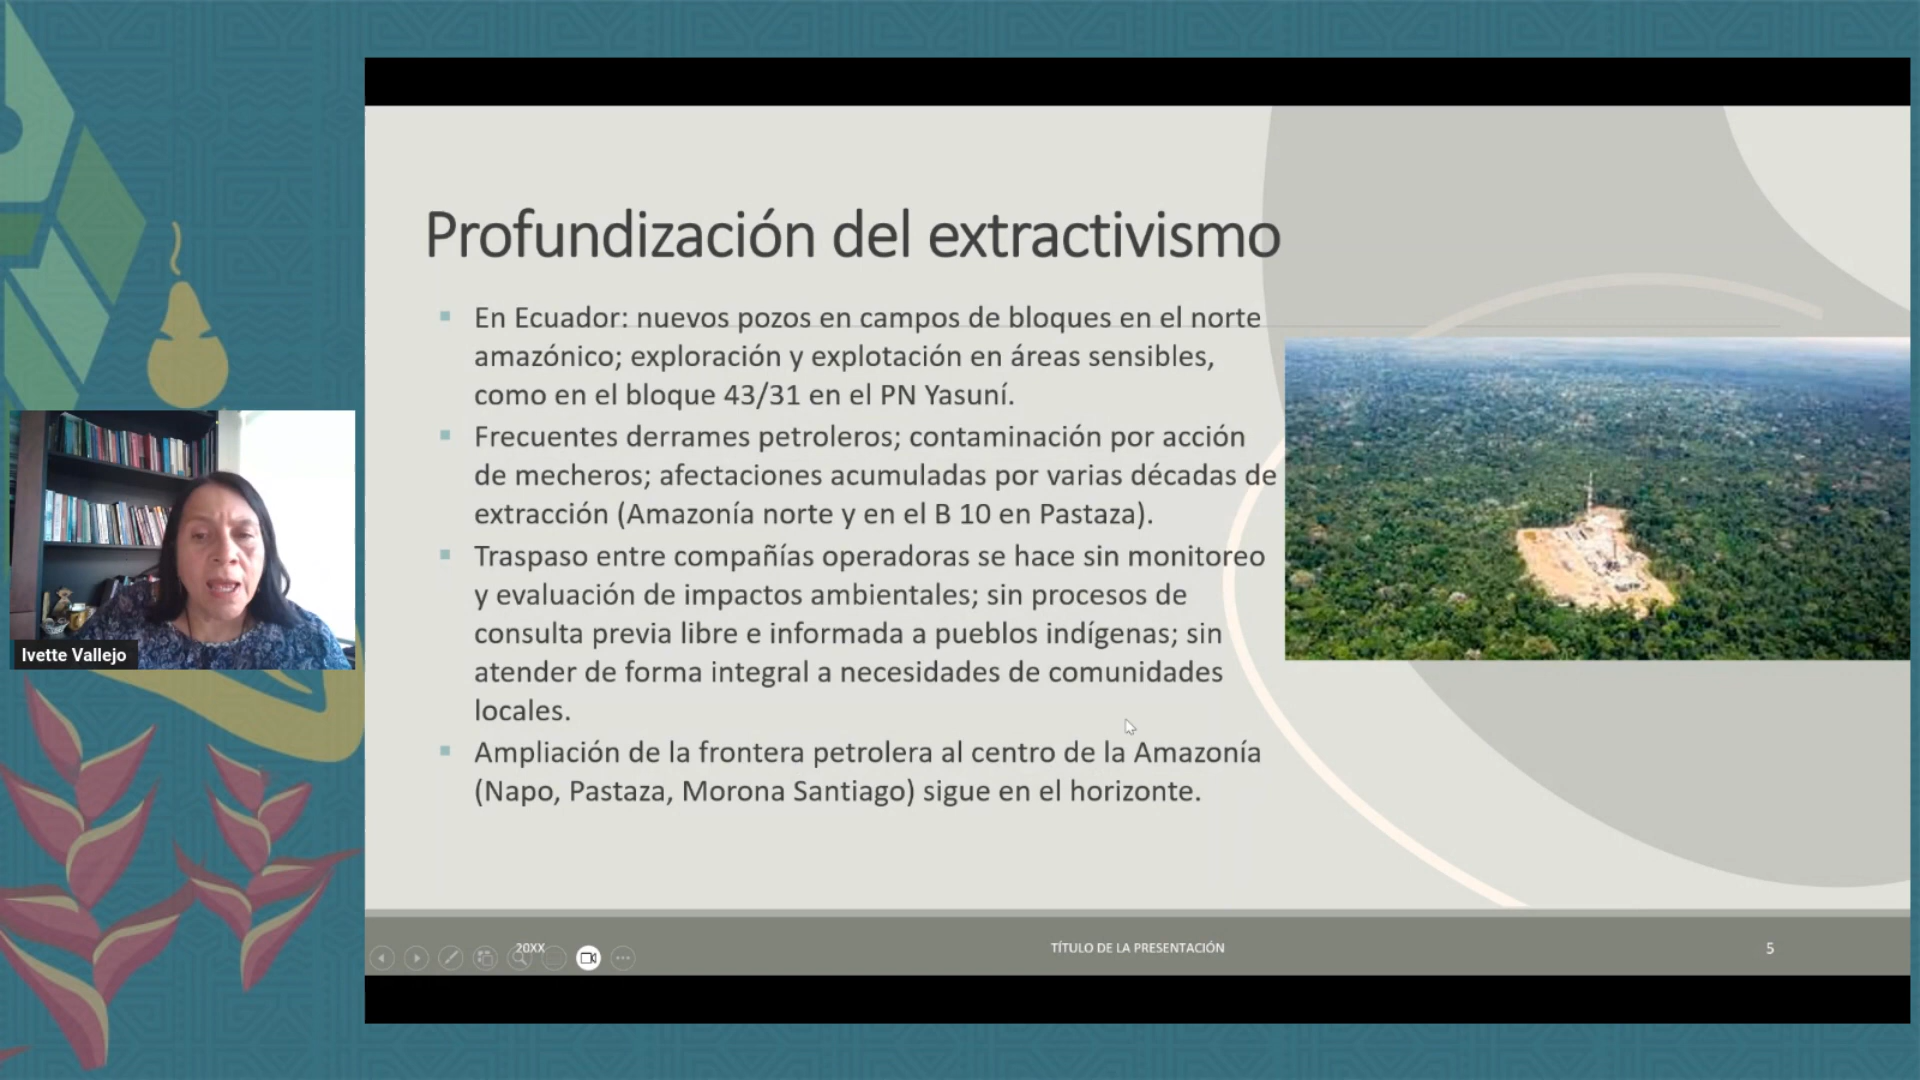 Profundización del extractivismo
En Ecuador: nuevos pozos en campos de bloques en el norte
amazónico; exploración y explotación en áreas sensibles,
como en el bloque 43/31 en el PN Yasuní.
Frecuentes derrames petroleros; contaminación por acción
de mecheros; afectaciones acumuladas por varias décadas de
extracción (Amazonía norte y en el B 10 en Pastaza).
Traspaso entre compañías operadoras se hace sin monitoreo
y evaluación de impactos ambientales; sin procesos de
consulta previa libre e informada a pueblos indígenas; sin
atender de forma integral a necesidades de comunidades
locales.
Ampliación de la frontera petrolera al centro de la Amazonía
(Napo, Pastaza, Morona Santiago) sigue en el horizonte.
Ivette Vallejo
20XX
TÍTULO DE LA PRESENTACIÓN
5